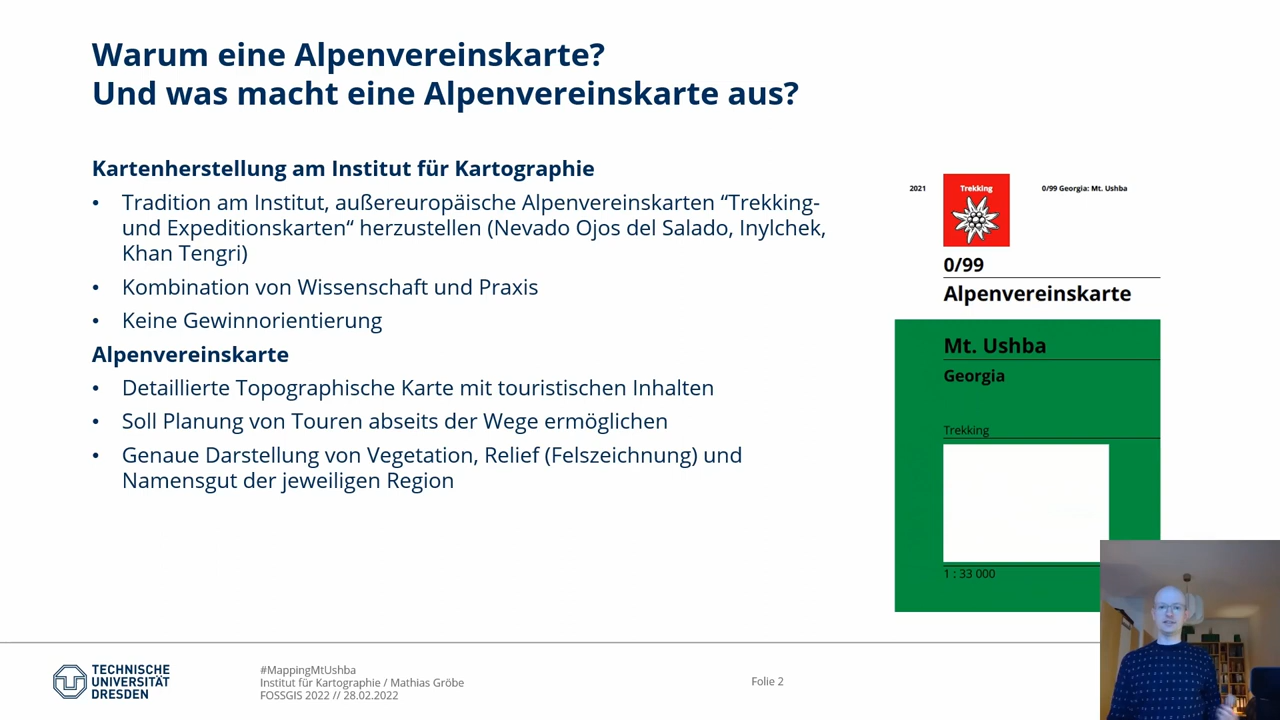 Warum eine Alpenvereinskarte?
Und was macht eine Alpenvereinskarte aus?
Kartenherstellung am Institut für Kartographie
• Tradition am Institut, außereuropäische Alpenvereinskarten “Trekking-
und Expeditionskarten“ herzustellen (Nevado Ojos del Salado, Inylchek,
Khan Tengri)
• Kombination von Wissenschaft und Praxis
• Keine Gewinnorientierung
Alpenvereinskarte
• Detaillierte Topographische Karte mit touristischen Inhalten
• Soll Planung von Touren abseits der Wege ermöglichen
• Genaue Darstellung von Vegetation, Relief (Felszeichnung) und
Namensgut der jeweiligen Region
2021
Trekking
0/99 Georgia: Mt. Ushba
0/99
Alpenvereinskarte
Mt. Ushba
Georgia
Trekking
1 : 33 000
TECHNISCHE
UNIVERSITÄT
DRESDEN
#MappingMtUshba
Institut für Kartographie / Mathias Gröbe
FOSSGIS 2022 // 28.02.2022
Folie 2